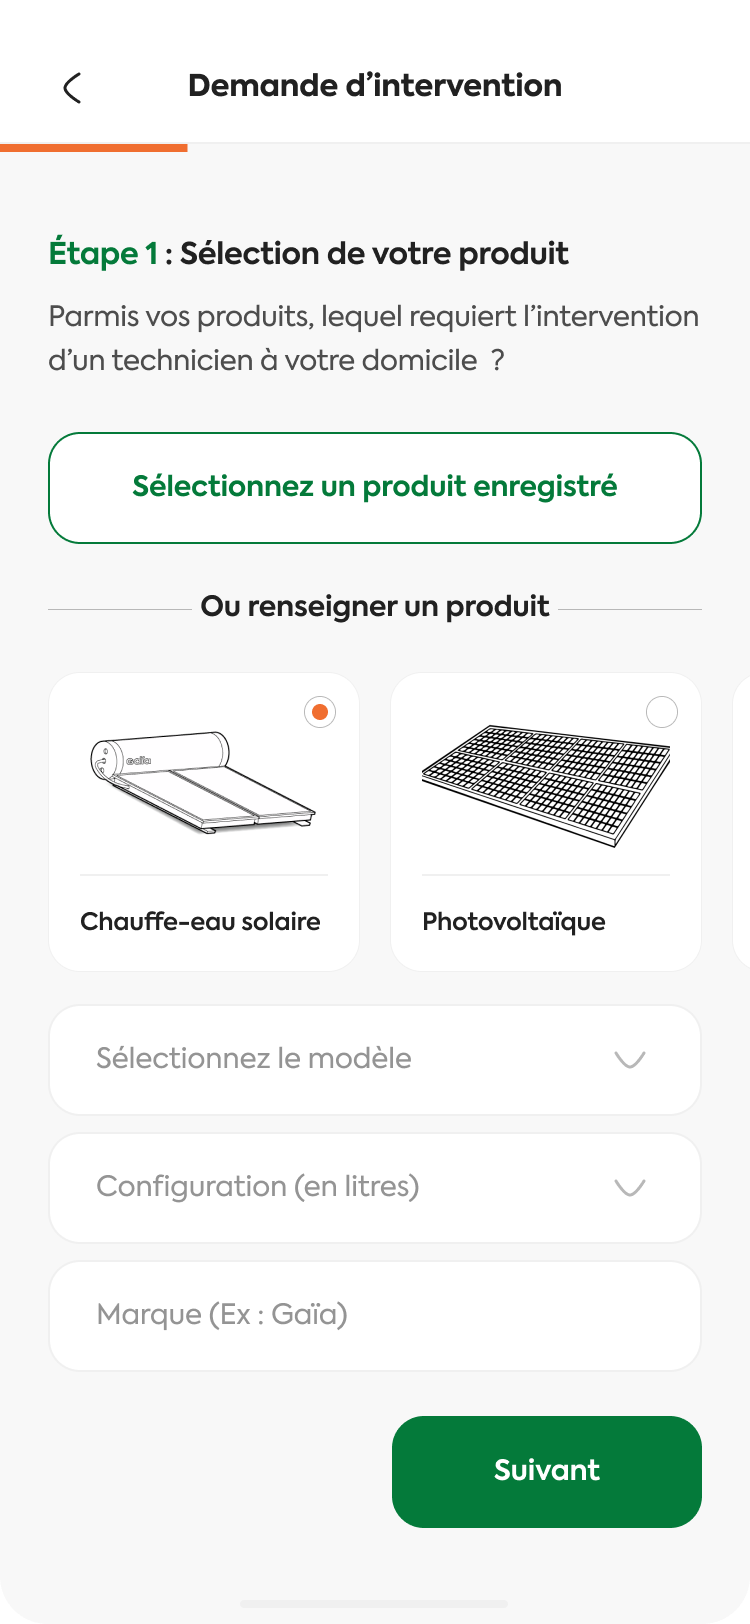 Demande d’intervention
Étape 1 : Sélection de votre produit
Parmis vos produits, lequel requiert l’intervention
d’un technicien à votre domicile  ?
Sélectionnez un produit enregistré
Ou renseigner un produit
Gaïa
Chauffe-eau solaire
Photovoltaïque
Sélectionnez le modèle
Configuration (en litres)
Marque (Ex : Gaïa)
Suivant